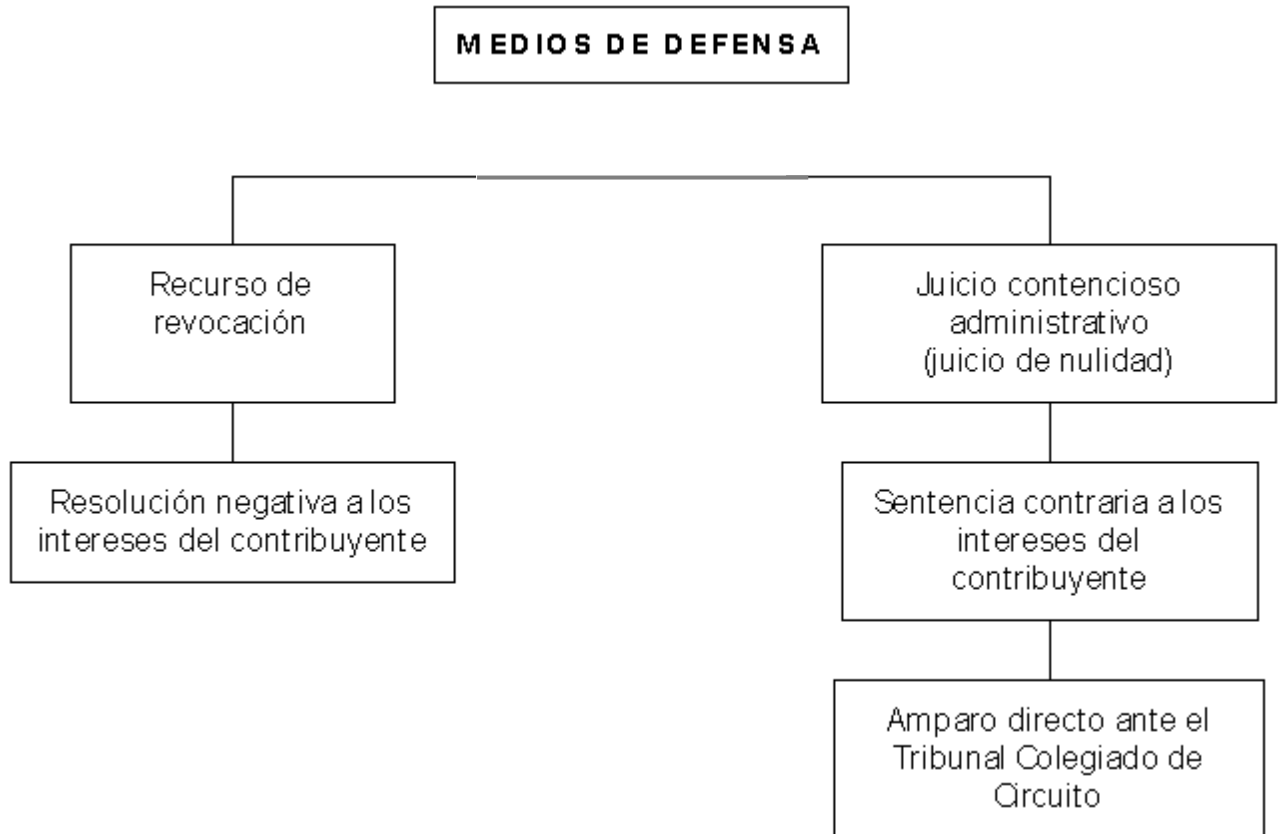 MEDIOS DE DEFENSA
Recurso de
revocación
Juicio contencioso
administrativo
(juicio de nulidad)
Resolución negativa a los
intereses del contribuyente
Sentencia contraria a los
intereses del
contribuyente
Amparo directo ante el
Tribunal Colegiado de
Circuito